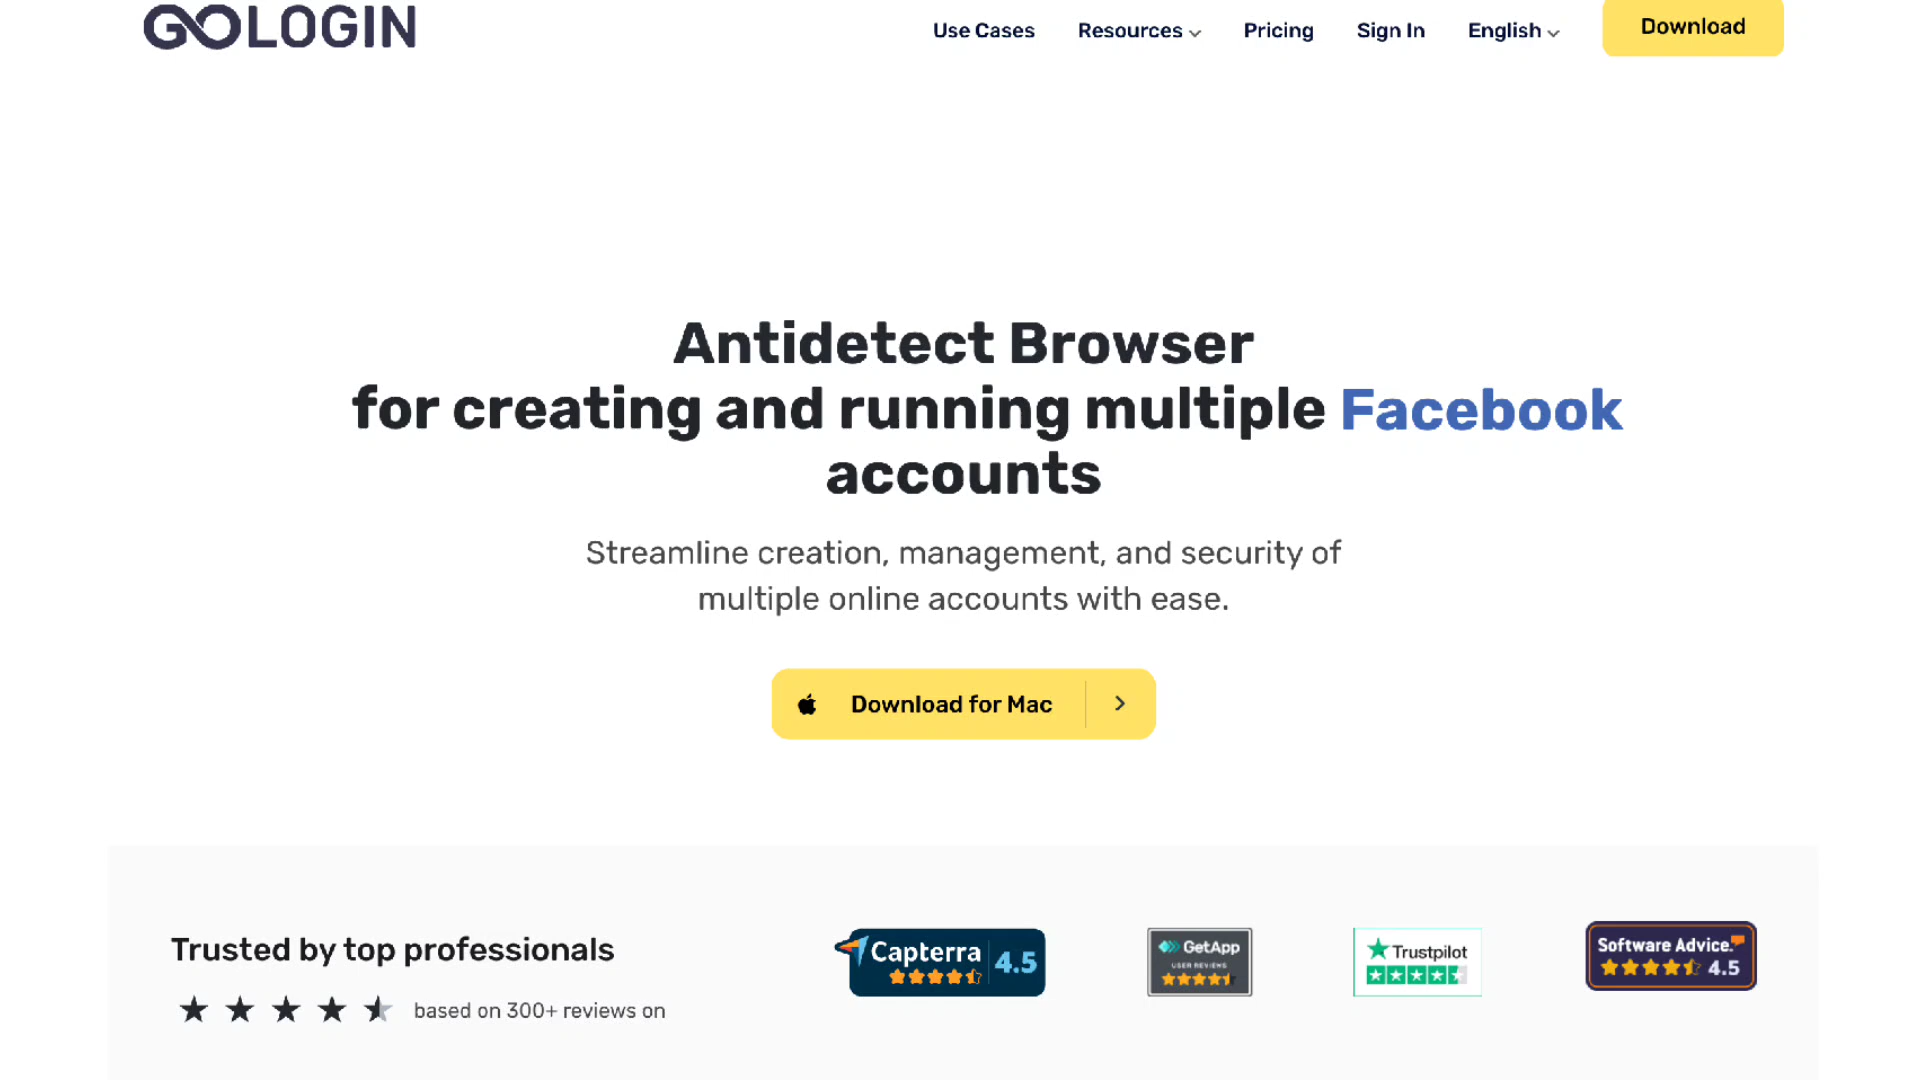 GOLOGIN
Use Cases
Resources
Pricing
Sign In
English
Download
Antidetect Browser
for creating and running multiple Facebook
accounts
Streamline creation, management, and security of
multiple online accounts with ease.
Download for Mac
Trusted by top professionals
based on 300+ reviews on
Capterra
4.5
GetApp
USER REVIEWS
Trustpilot
Software Advice.
4.5